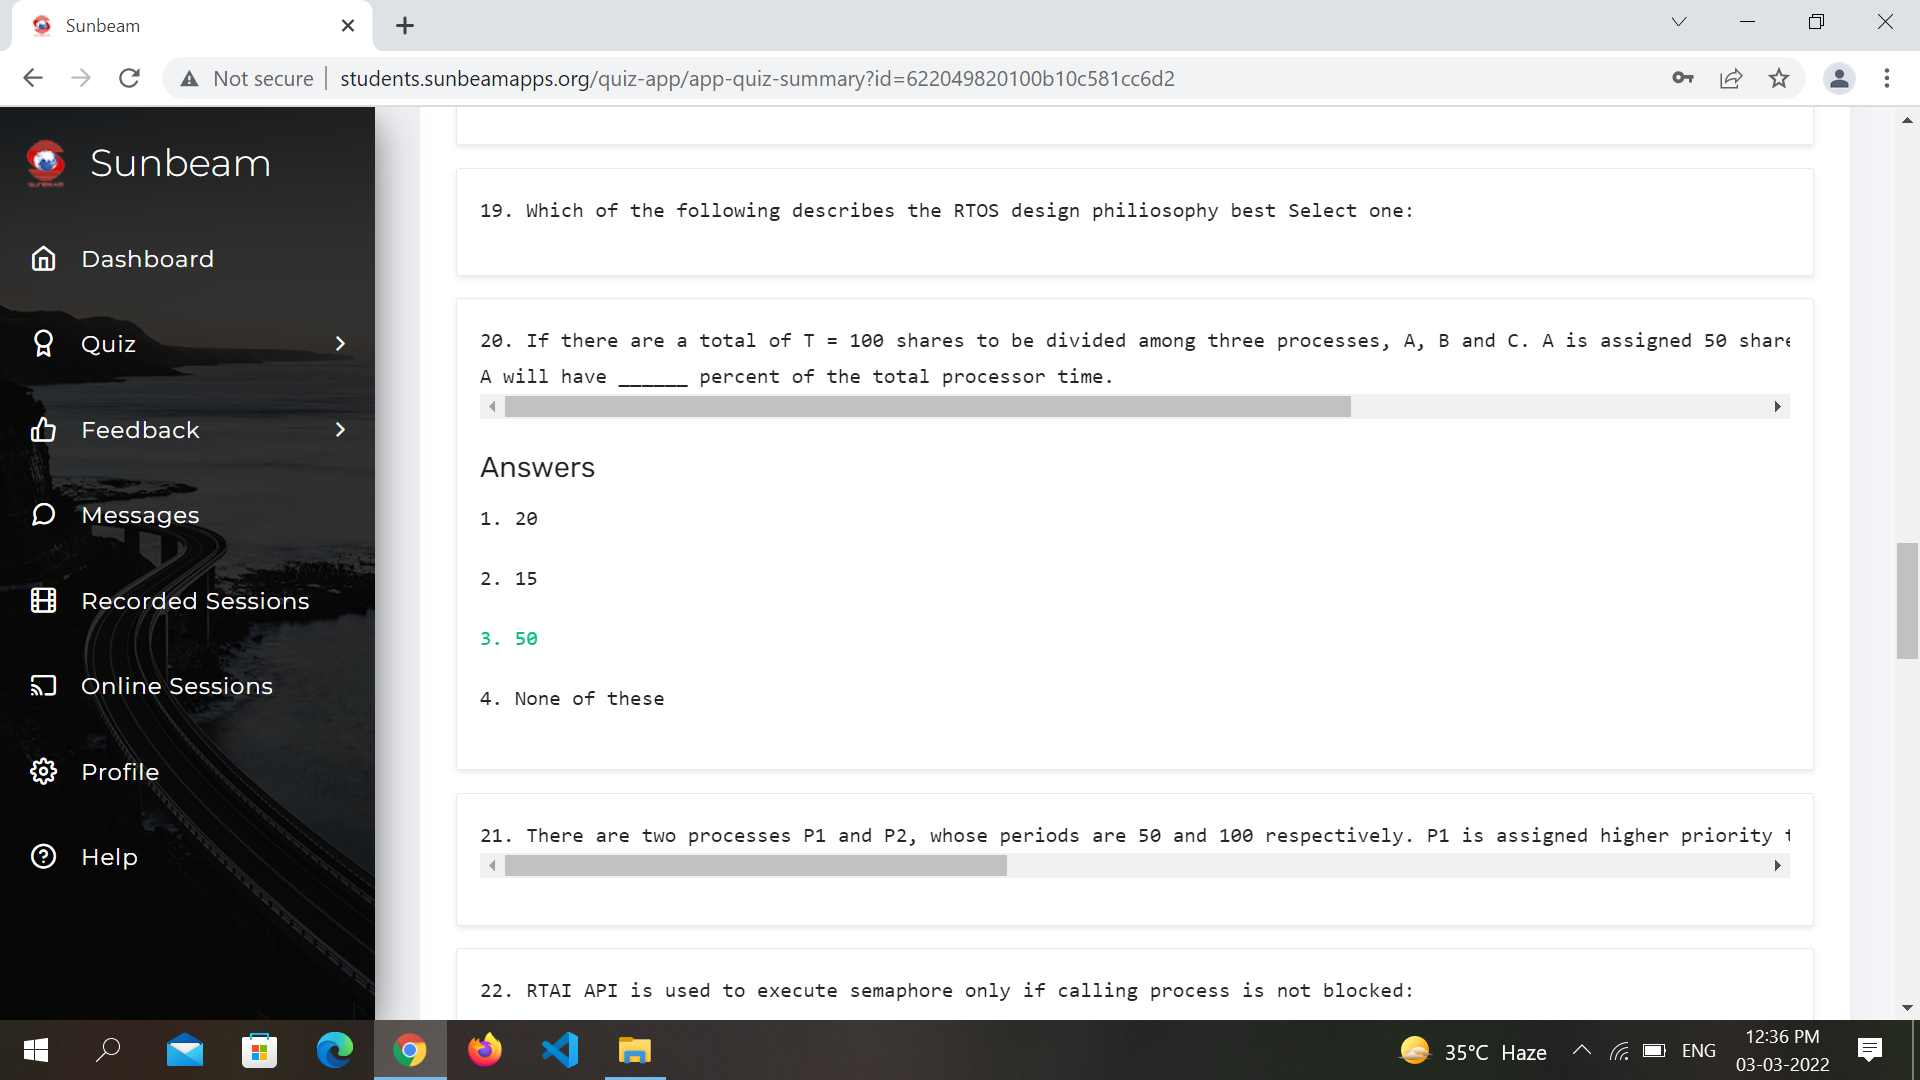 Sunbeam
Not secure
students.sunbeamapps.org/quiz-app/app-quiz-summary?id=622049820100b10c581cc6d2
Sunbeam
Dashboard
Quiz
Feedback
Messages
Recorded Sessions
Online Sessions
Profile
Help
19. Which of the following describes the RTOS design philiosophy best Select one:
20. If there are a total of T = 100 shares to be divided among three processes, A, B and C. A is assigned 50 share
A will have ______ percent of the total processor time.
Answers
1. 20
2. 15
3. 50
4. None of these
21. There are two processes P1 and P2, whose periods are 50 and 100 respectively. P1 is assigned higher priority t
22. RTAI API is used to execute semaphore only if calling process is not blocked:
35°C Haze
ENG
12:36 PM
03-03-2022